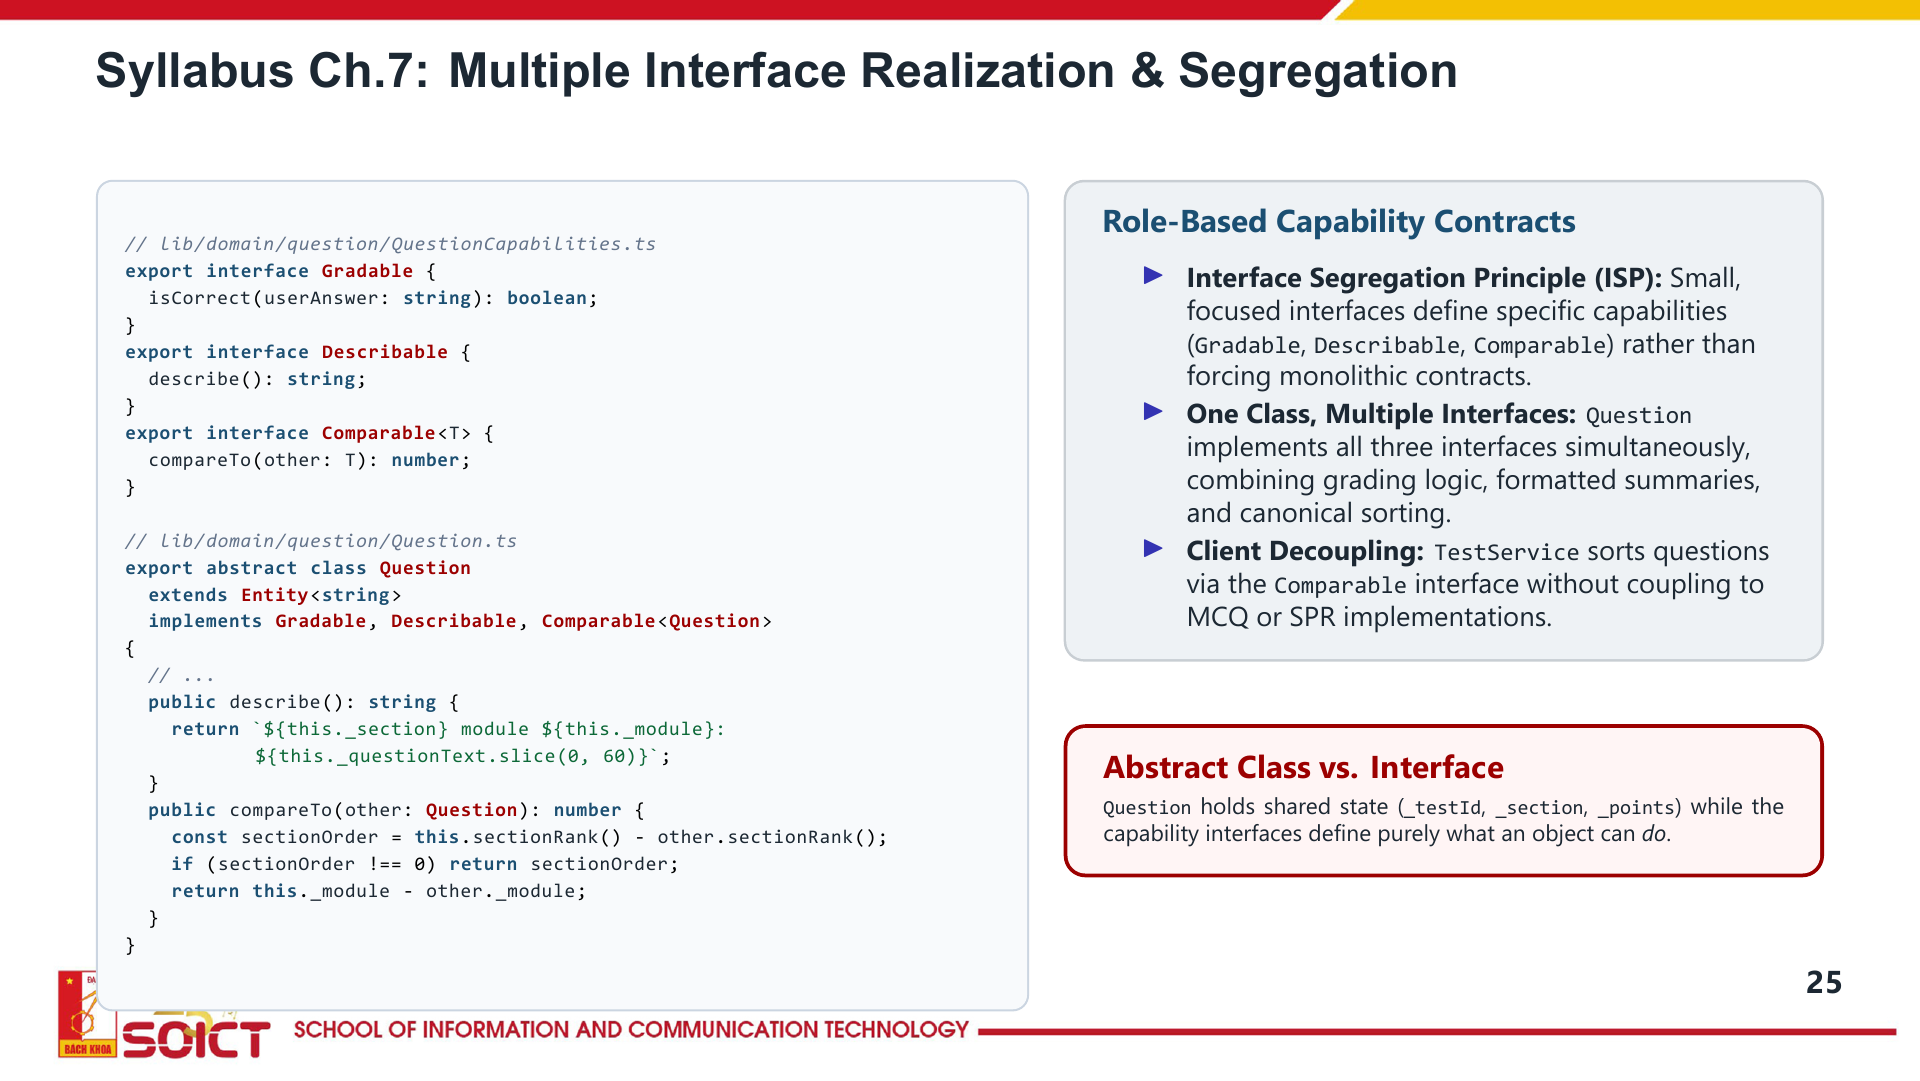 Syllabus Ch.7: Multiple Interface Realization & Segregation
// lib/domain/question/QuestionCapabilities.ts
export interface Gradable {
  isCorrect(userAnswer: string): boolean;
}
export interface Describable {
  describe(): string;
}
export interface Comparable<T> {
  compareTo(other: T): number;
}
// lib/domain/question/Question.ts
export abstract class Question
  extends Entity<string>
  implements Gradable, Describable, Comparable<Question>
{
  // ...
  public describe(): string {
    return `${this._section} module ${this._module}:
           ${this._questionText.slice(0, 60)}`;
  }
  public compareTo(other: Question): number {
    const sectionOrder = this.sectionRank() - other.sectionRank();
    if (sectionOrder !== 0) return sectionOrder;
    return this._module - other._module;
  }
}
Role-Based Capability Contracts
Interface Segregation Principle (ISP): Small,
focused interfaces define specific capabilities
(Gradable, Describable, Comparable) rather than
forcing monolithic contracts.
One Class, Multiple Interfaces: Question
implements all three interfaces simultaneously,
combining grading logic, formatted summaries,
and canonical sorting.
Client Decoupling: TestService sorts questions
via the Comparable interface without coupling to
MCQ or SPR implementations.
Abstract Class vs. Interface
Question holds shared state (_testId, _section, _points) while the
capability interfaces define purely what an object can do.
25
BÁCH KHOA
SOICT
SCHOOL OF INFORMATION AND COMMUNICATION TECHNOLOGY